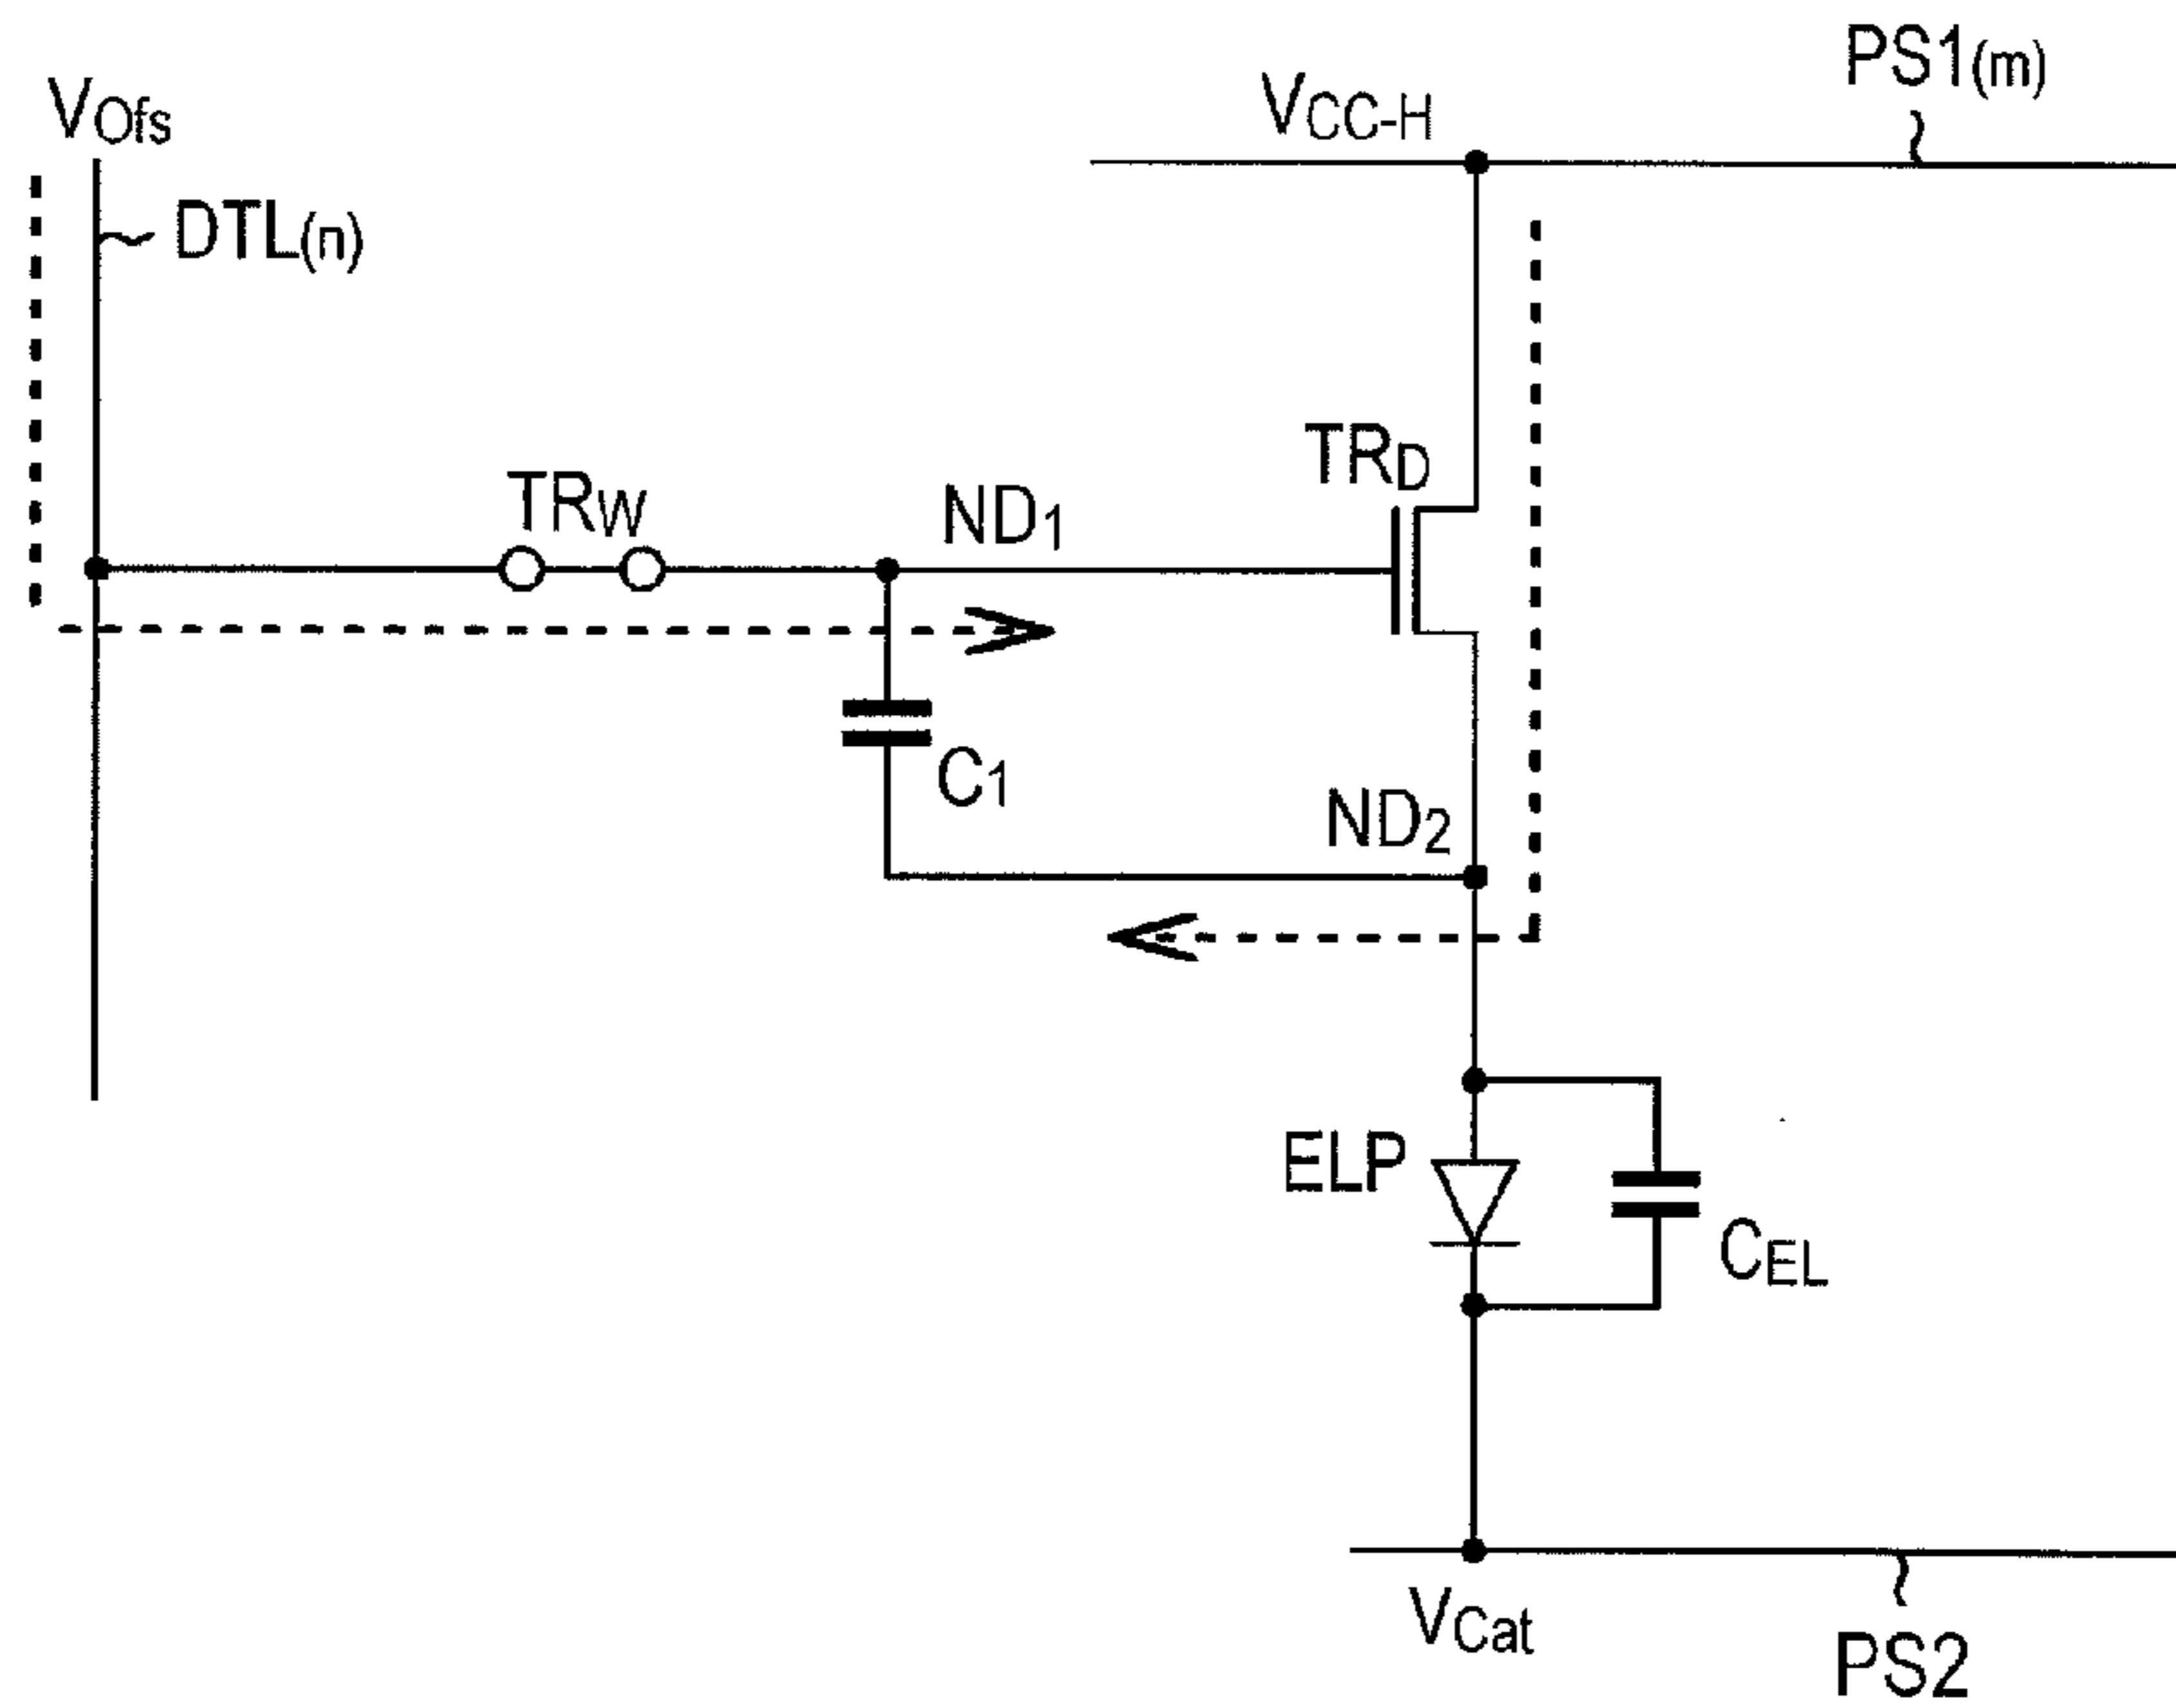 PS1(m)
VOfs
VCC-H
DTL(n)
TRD
TRW
ND1
C1
ND2
ELP
CEL
VCat
PS2